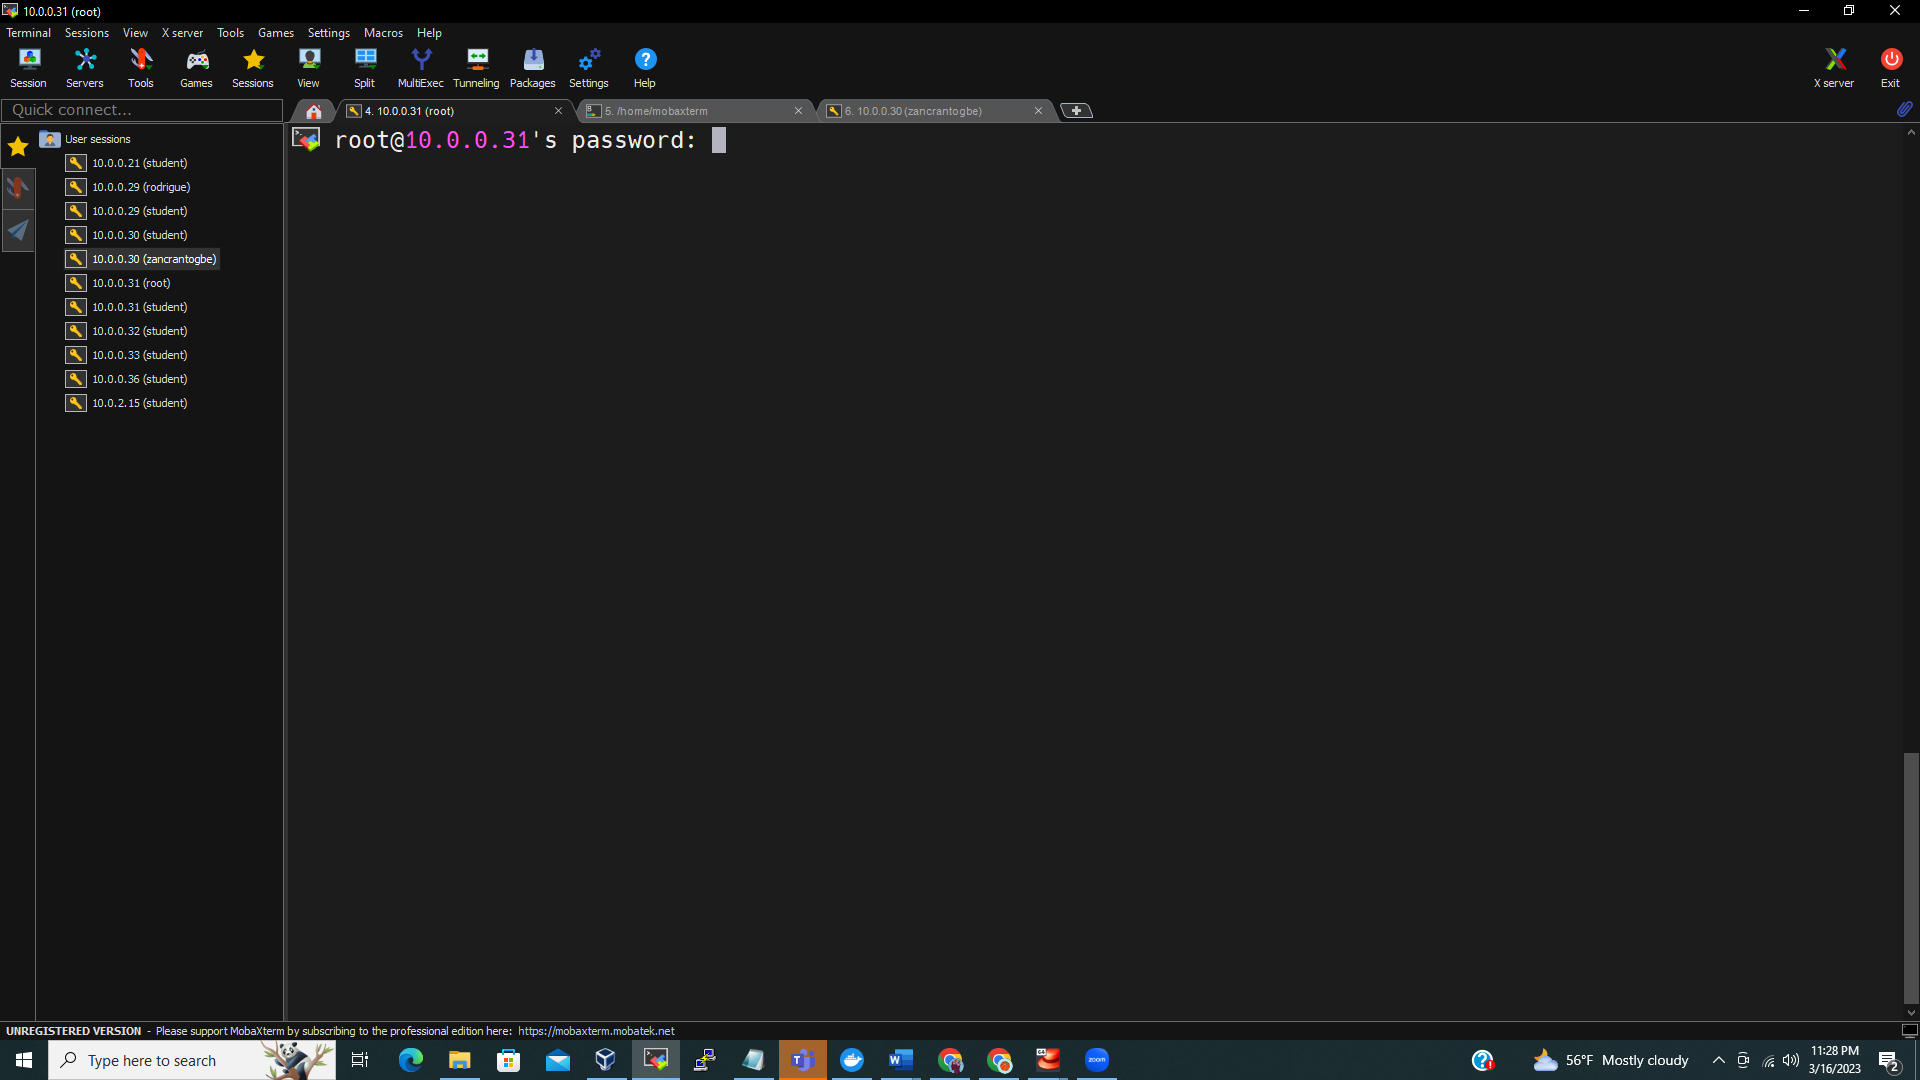 10.0.0.31 (root)
Terminal Sessions View X server Tools Games Settings Macros Help
Session Servers Tools Games Sessions View Split MultiExec Tunneling Packages Settings Help X server Exit
Quick connect... 4. 10.0.0.31 (root) 5. /home/mobaxterm 6. 10.0.0.30 (zancrantogbe)
User sessions
10.0.0.21 (student)
10.0.0.29 (rodrigue)
10.0.0.29 (student)
10.0.0.30 (student)
10.0.0.30 (zancrantogbe)
10.0.0.31 (root)
10.0.0.31 (student)
10.0.0.32 (student)
10.0.0.33 (student)
10.0.0.36 (student)
10.0.2.15 (student)
root@10.0.0.31's password:
UNREGISTERED VERSION - Please support MobaXterm by subscribing to the professional edition here: https://mobaxterm.mobatek.net
Type here to search
zoom
56°F Mostly cloudy
11:28 PM
3/16/2023
2